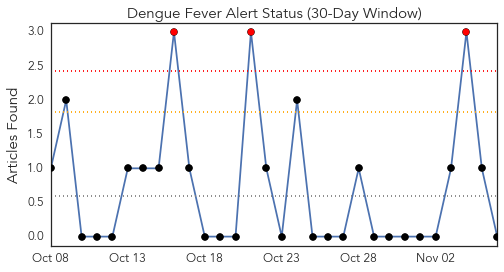 Dengue Fever Alert Status (30-Day Window)
Articles Found
3.0
2.5
2.0
1.5
1.0
0.5
0.0
Oct 08 Oct 13 Oct 18 Oct 23 Oct 28 Nov 02